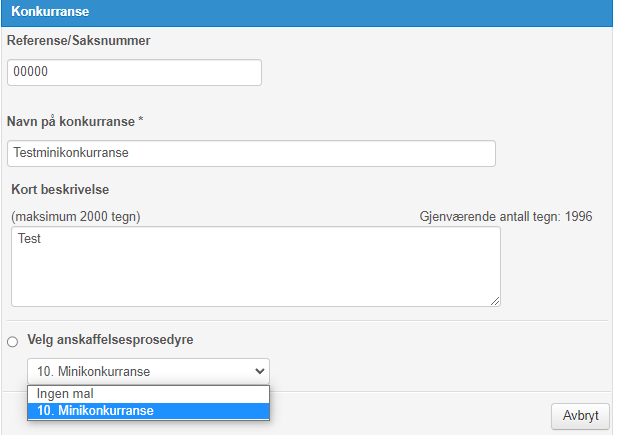 Konkurranse
Referense/Saksnummer
00000
Navn på konkurranse *
Testminikonkurranse
Kort beskrivelse
(maksimum 2000 tegn) Gjenværende antall tegn: 1996
Test
Velg anskaffelsesprosedyre
10. Minikonkurranse
Ingen mal
10. Minikonkurranse
Avbryt